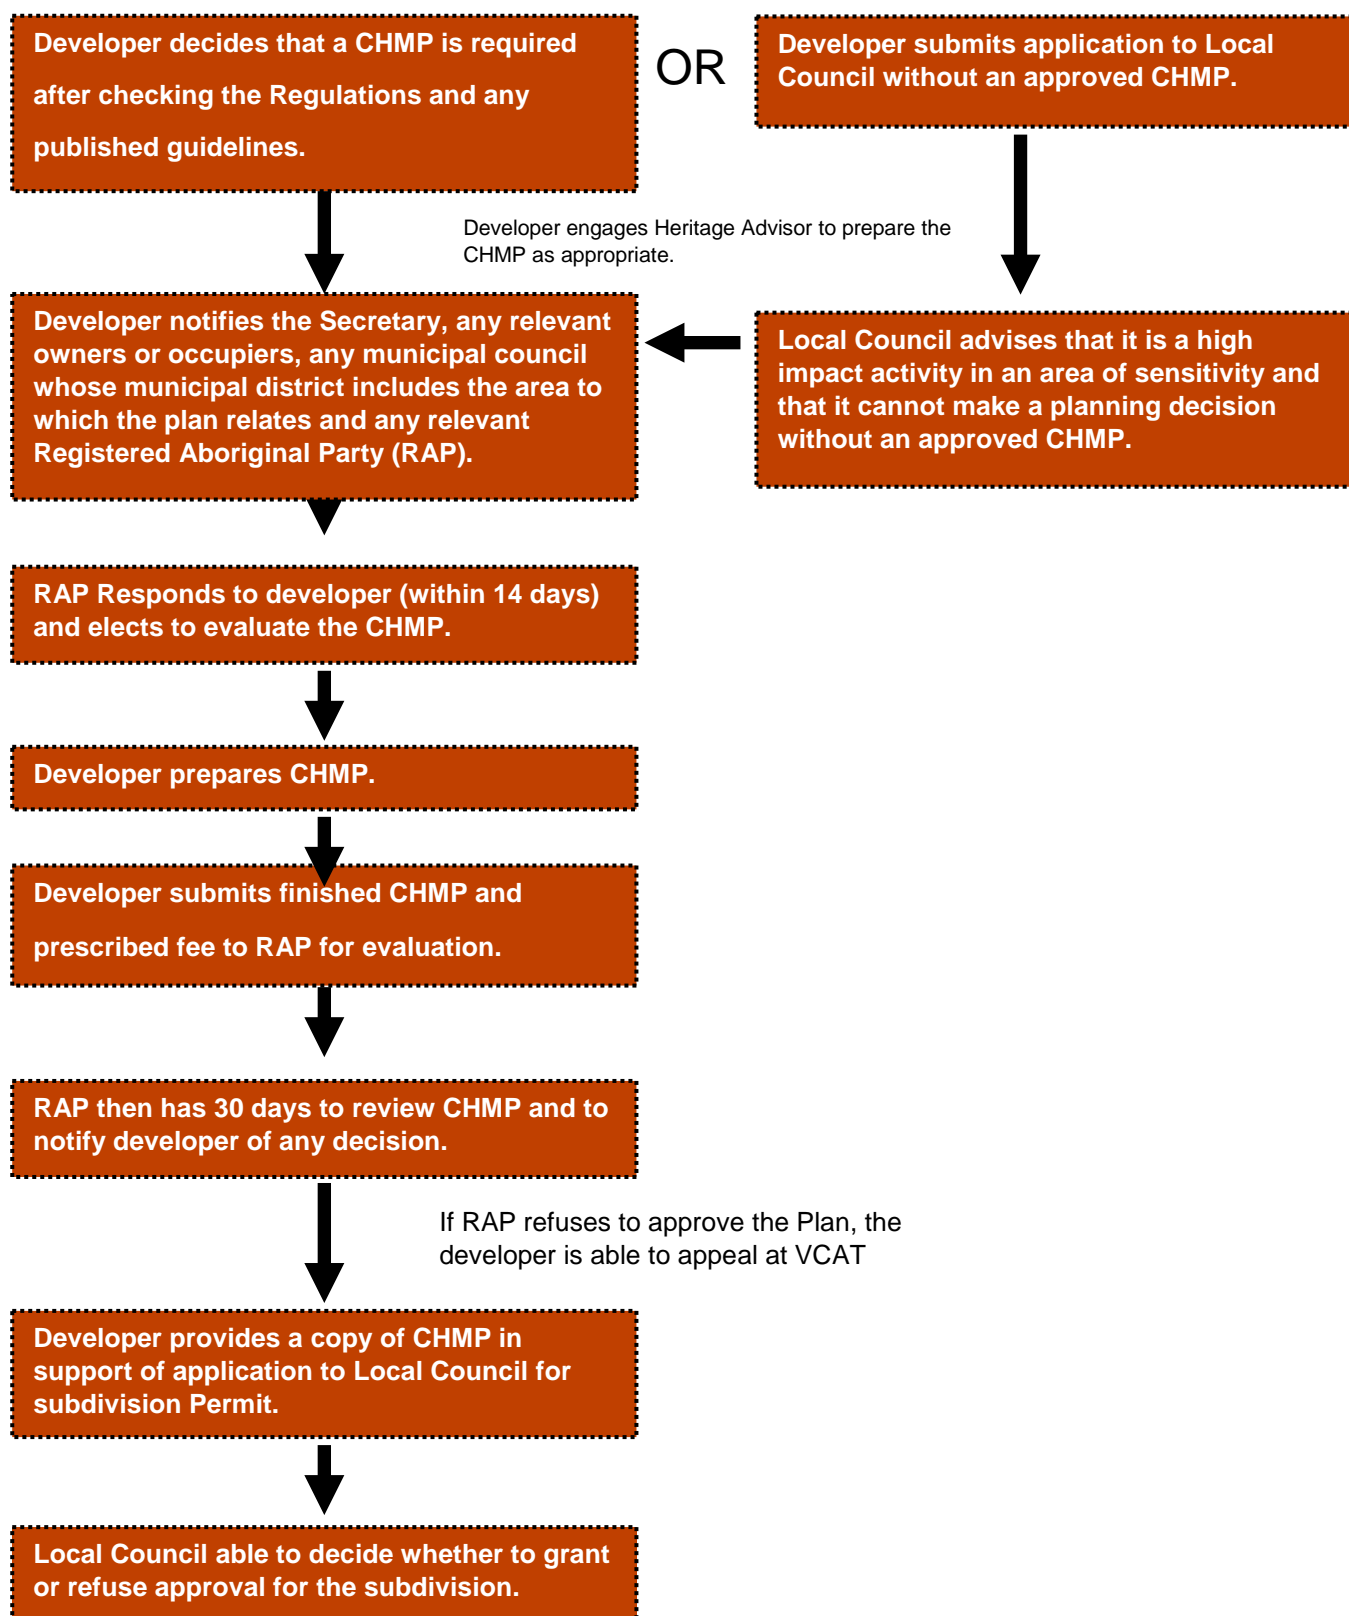 Developer decides that a CHMP is required
after checking the Regulations and any
published guidelines.
OR
Developer submits application to Local
Council without an approved CHMP.
Developer engages Heritage Advisor to prepare the
CHMP as appropriate.
Developer notifies the Secretary, any relevant
owners or occupiers, any municipal council
whose municipal district includes the area to
which the plan relates and any relevant
Registered Aboriginal Party (RAP).
Local Council advises that it is a high
impact activity in an area of sensitivity and
that it cannot make a planning decision
without an approved CHMP.
RAP Responds to developer (within 14 days)
and elects to evaluate the CHMP.
Developer prepares CHMP.
Developer submits finished CHMP and
prescribed fee to RAP for evaluation.
RAP then has 30 days to review CHMP and to
notify developer of any decision.
If RAP refuses to approve the Plan, the
developer is able to appeal at VCAT
Developer provides a copy of CHMP in
support of application to Local Council for
subdivision Permit.
Local Council able to decide whether to grant
or refuse approval for the subdivision.